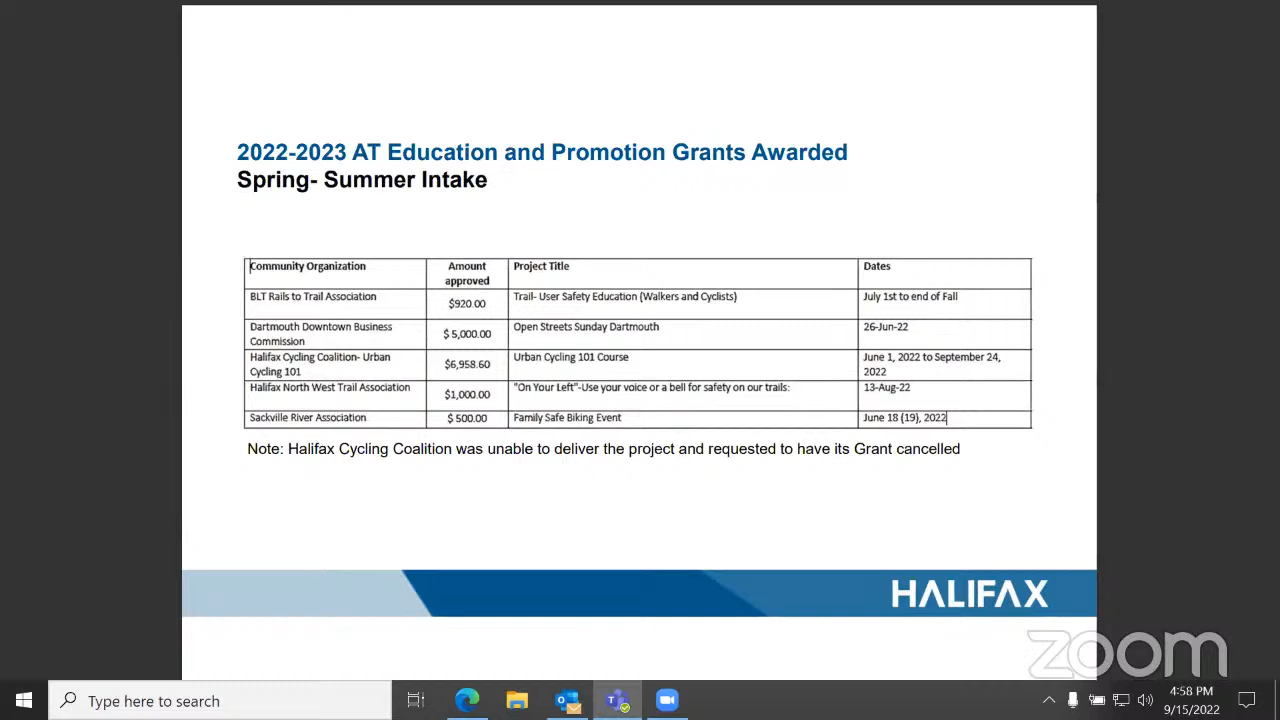 2022-2023 AT Education and Promotion Grants Awarded
Spring- Summer Intake
Community Organization
Amount
approved
Project Title
Dates
BLT Rails to Trail Association
$920.00
Trail- User Safety Education (Walkers and Cyclists)
July 1st to end of Fall
Dartmouth Downtown Business
Commission
$ 5,000.00
Open Streets Sunday Dartmouth
26-Jun-22
Halifax Cycling Coalition- Urban
Cycling 101
$6,958.60
Urban Cycling 101 Course
June 1, 2022 to September 24,
2022
Halifax North West Trail Association
$1,000.00
"On Your Left"-Use your voice or a bell for safety on our trails:
13-Aug-22
Sackville River Association
$ 500.00
Family Safe Biking Event
June 18 (19), 2022
Note: Halifax Cycling Coalition was unable to deliver the project and requested to have its Grant cancelled
HALIFAX
zoom
Type here to search
4:58 PM
9/15/2022